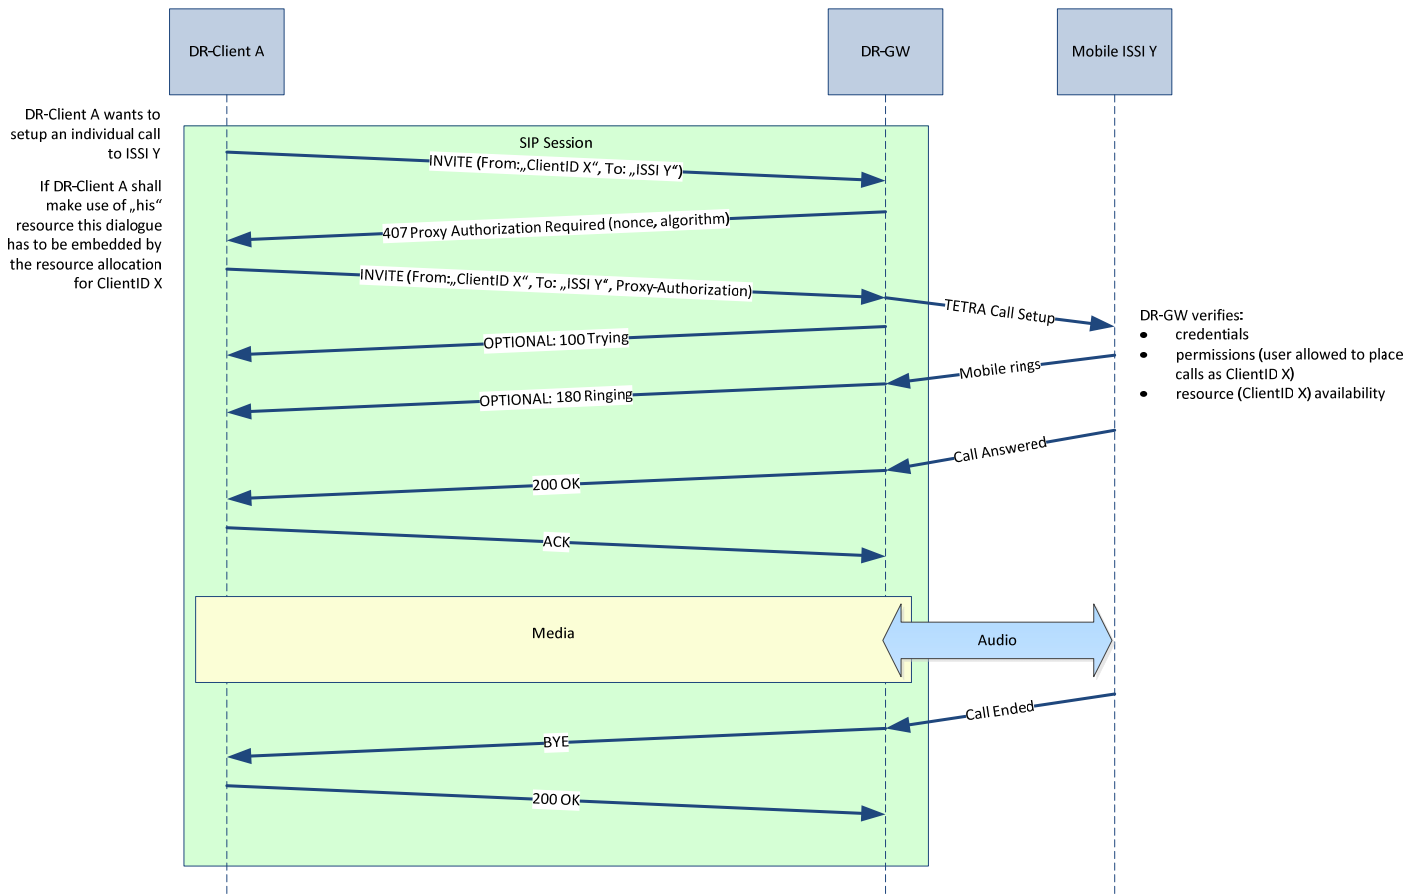 DR-Client A
DR-GW
Mobile ISSI Y
DR-Client A wants to
setup an individual call
to ISSI Y
If DR-Client A shall
make use of „his“
resource this dialogue
has to be embedded by
the resource allocation
for ClientID X
SIP Session
INVITE (From:„ClientID X“, To: „ISSI Y“)
407 Proxy Authorization Required (nonce, algorithm)
INVITE (From:„ClientID X“, To: „ISSI Y“, Proxy-Authorization)
TETRA Call Setup
DR-GW verifies:
● credentials
● permissions (user allowed to place
calls as ClientID X)
● resource (ClientID X) availability
OPTIONAL: 100 Trying
Mobile rings
OPTIONAL: 180 Ringing
Call Answered
200 OK
ACK
Media
Audio
Call Ended
BYE
200 OK